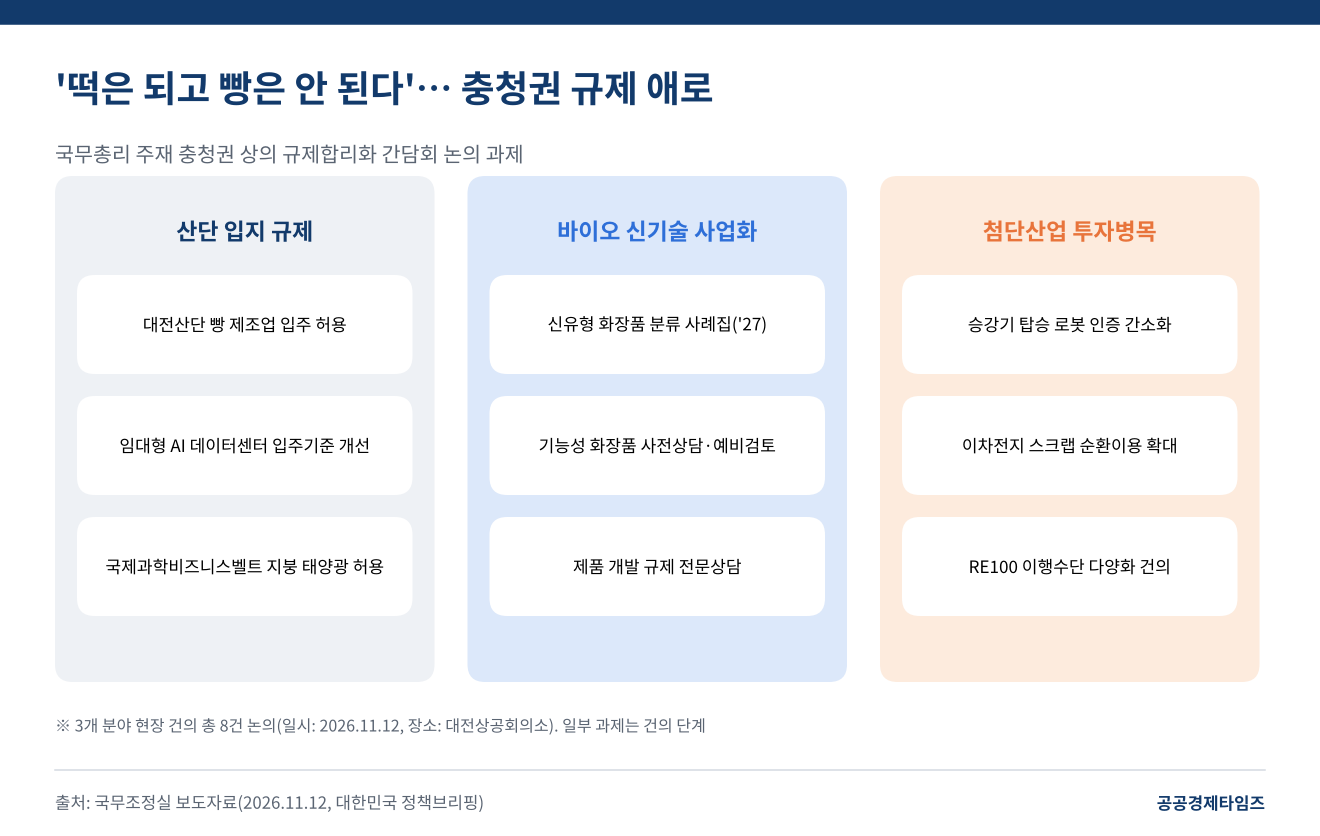 '떡은 되고 빵은 안 된다'… 충청권 규제 애로
국무총리 주재 충청권 상의 규제합리화 간담회 논의 과제
산단 입지 규제
대전산단 빵 제조업 입주 허용
임대형 AI 데이터센터 입주기준 개선
국제과학비즈니스벨트 지붕 태양광 허용
바이오 신기술 사업화
신유형 화장품 분류 사례집('27)
기능성 화장품 사전상담·예비검토
제품 개발 규제 전문상담
첨단산업 투자병목
승강기 탑승 로봇 인증 간소화
이차전지 스크랩 순환이용 확대
RE100 이행수단 다양화 건의
※ 3개 분야 현장 건의 총 8건 논의(일시: 2026.11.12, 장소: 대전상공회의소). 일부 과제는 건의 단계
출처: 국무조정실 보도자료(2026.11.12, 대한민국 정책브리핑)
공공경제타임즈